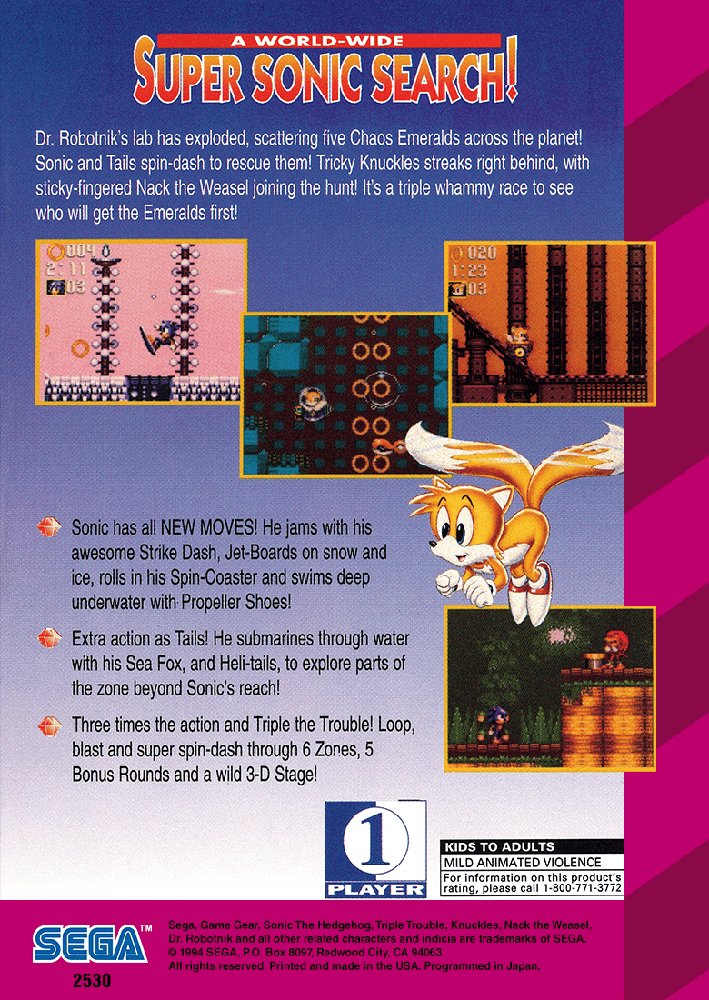 A WORLD-WIDE
SUPER SONIC SEARCH!
Dr. Robotnik's lab has exploded, scattering five Chaos Emeralds across the planet!
Sonic and Tails spin-dash to rescue them! Tricky Knuckles streaks right behind, with
sticky-fingered Nack the Weasel joining the hunt! It's a triple whammy race to see
who will get the Emeralds first!
004
2:11
03
020
1:23
03
Sonic has all NEW MOVES! He jams with his
awesome Strike Dash, Jet-Boards on snow and
ice, rolls in his Spin-Coaster and swims deep
underwater with Propeller Shoes!
Extra action as Tails! He submarines through water
with his Sea Fox, and Heli-tails, to explore parts of
the zone beyond Sonic's reach!
Three times the action and Triple the Trouble! Loop,
blast and super spin-dash through 6 Zones, 5
Bonus Rounds and a wild 3-D Stage!
1
PLAYER
KIDS TO ADULTS
MILD ANIMATED VIOLENCE
For information on this product's
rating, please call 1-800-771-3772
SEGA™
2530
Sega, Game Gear, Sonic The Hedgehog, Triple Trouble, Knuckles, Nack the Weasel,
Dr. Robotnik and all other related characters and indicia are trademarks of SEGA.
© 1994 SEGA, P.O. Box 8097, Redwood City, CA 94063.
All rights reserved. Printed and made in the USA. Programmed in Japan.